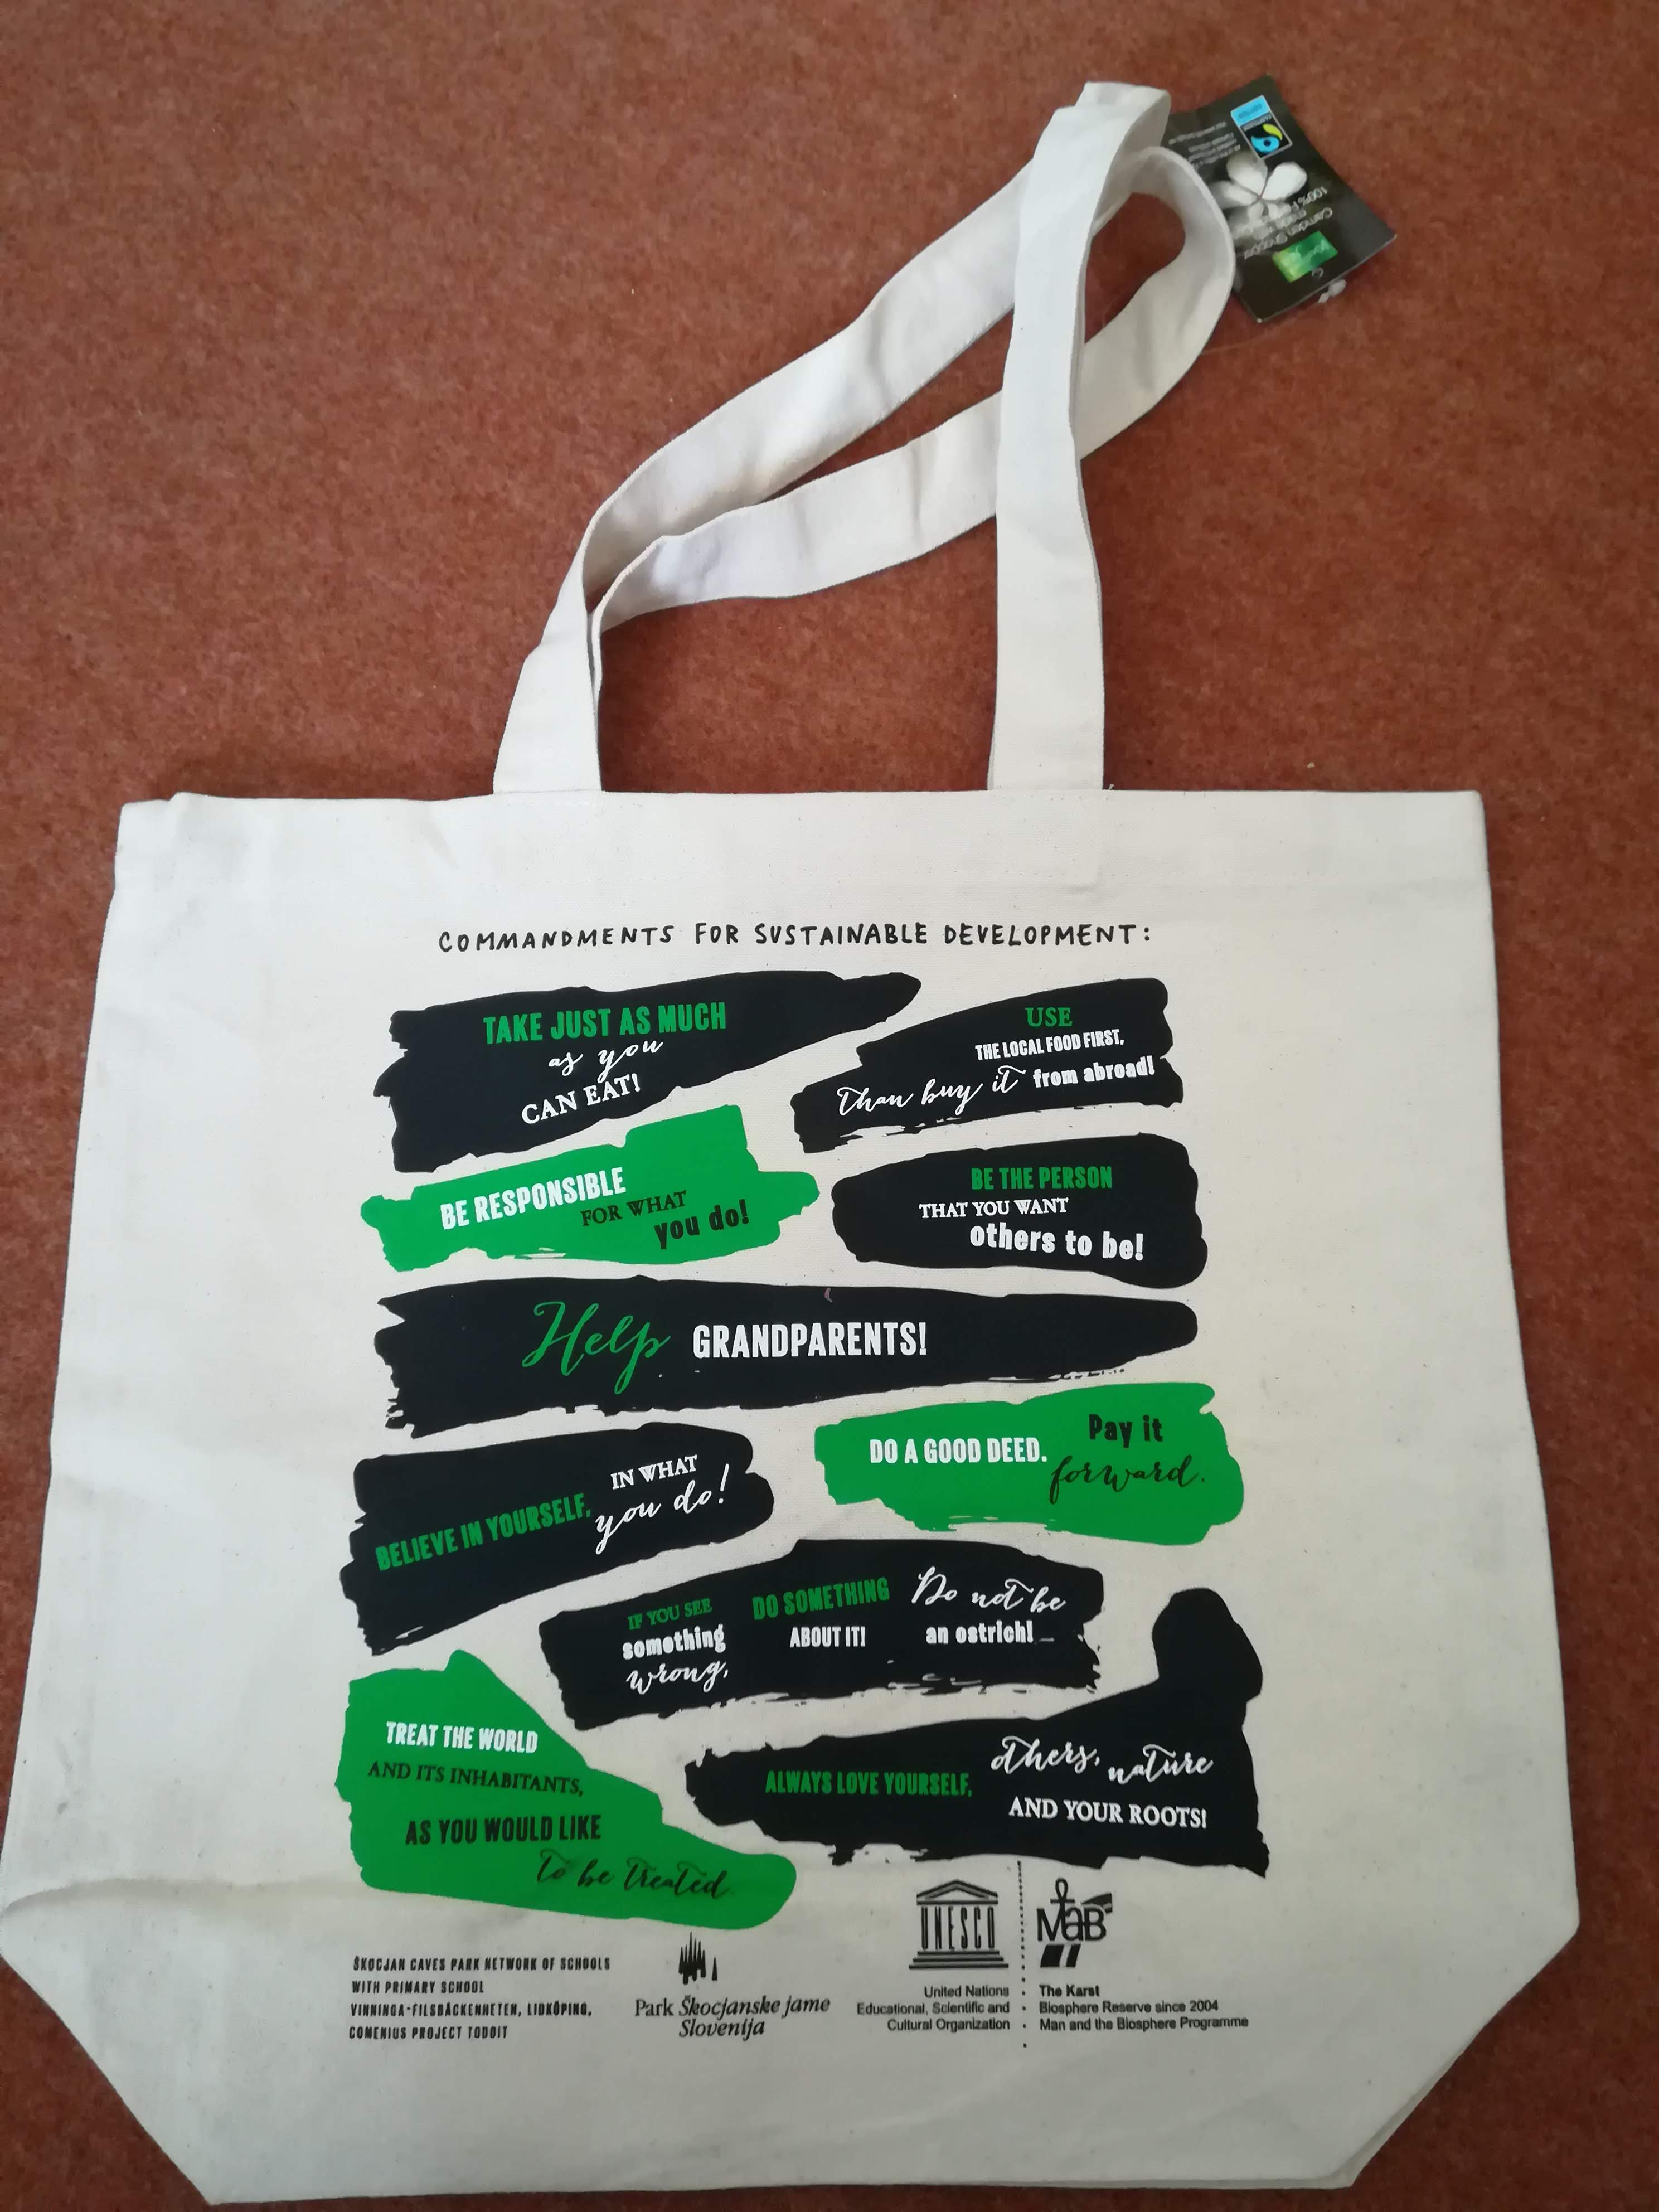 COMMANDMENTS FOR SUSTAINABLE DEVELOPMENT:
TAKE JUST AS MUCH
as you
CAN EAT!
USE
THE LOCAL FOOD FIRST,
than buy it from abroad!
BE RESPONSIBLE
FOR WHAT
you do!
BE THE PERSON
THAT YOU WANT
others to be!
Help GRANDPARENTS!
BELIEVE IN YOURSELF,
IN WHAT
you do!
DO A GOOD DEED.
Pay it
forward.
IF YOU SEE
something
wrong,
DO SOMETHING
ABOUT IT!
Do not be
an ostrich!
TREAT THE WORLD
AND ITS INHABITANTS,
AS YOU WOULD LIKE
to be treated.
ALWAYS LOVE YOURSELF,
others, nature
AND YOUR ROOTS!
ŠKOCJAN CAVES PARK NETWORK OF SCHOOLS
WITH PRIMARY SCHOOL
VINNINGA-FILSBÄCKENHETEN, LIDKÖPING,
COMENIUS PROJECT TODOIT
Park Škocjanske jame
Slovenija
UNESCO
United Nations
Educational, Scientific and
Cultural Organization
MaB
The Karst
Biosphere Reserve since 2004
Man and the Biosphere Programme
Camden Shopper
made with
100%